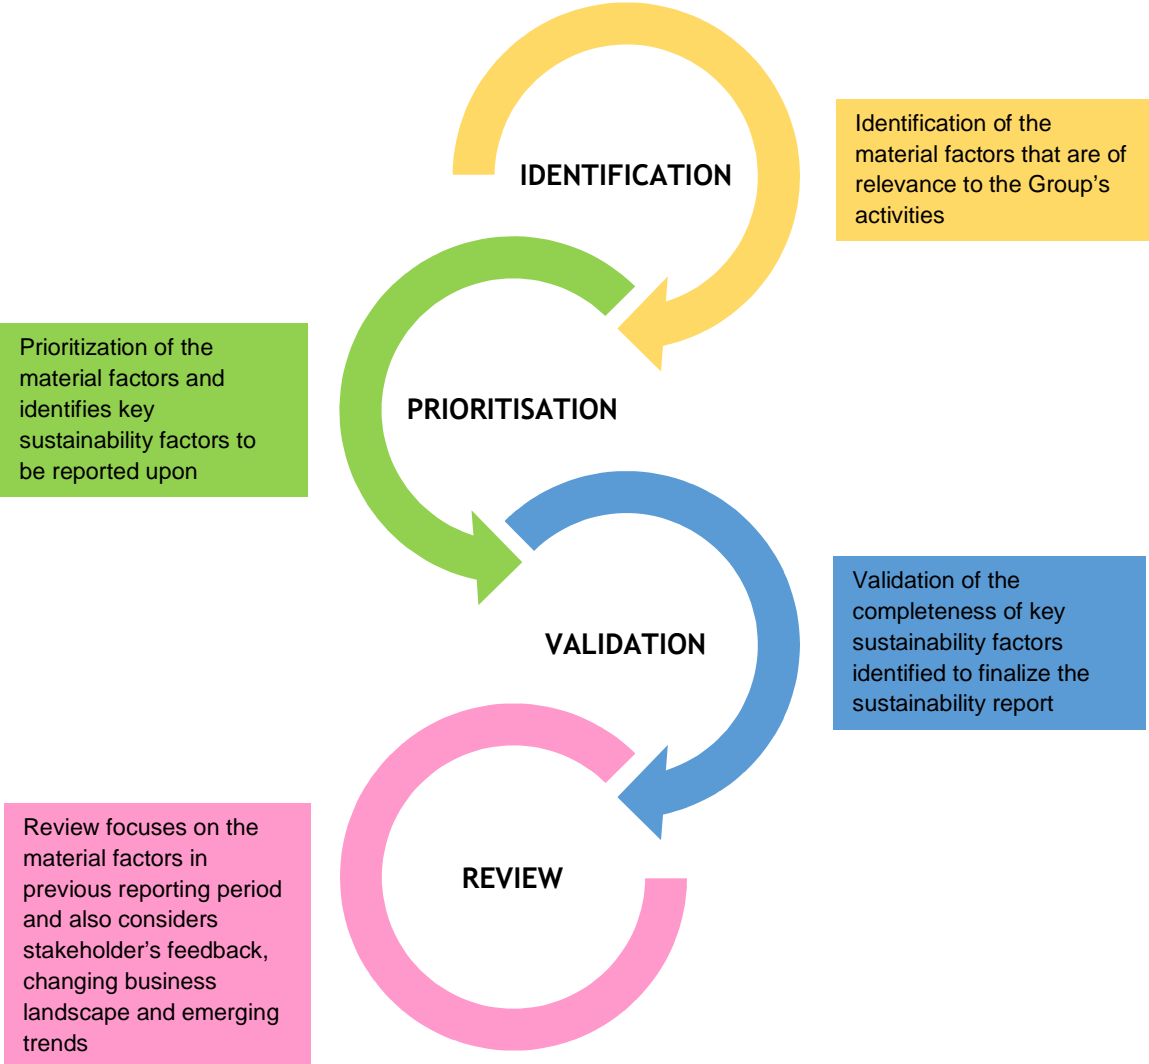 IDENTIFICATION
Identification of the
material factors that are of
relevance to the Group’s
activities
Prioritization of the
material factors and
identifies key
sustainability factors to
be reported upon
PRIORITISATION
VALIDATION
Validation of the
completeness of key
sustainability factors
identified to finalize the
sustainability report
Review focuses on the
material factors in
previous reporting period
and also considers
stakeholder’s feedback,
changing business
landscape and emerging
trends
REVIEW